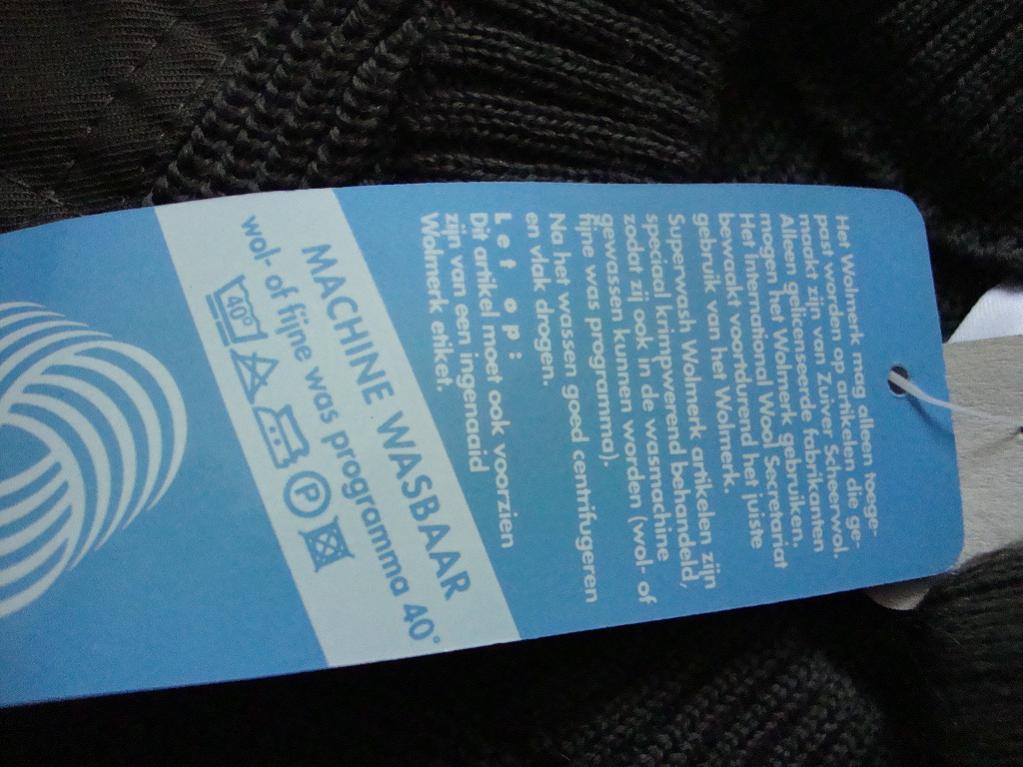 Het Wolmerk mag alleen toege-
past worden op artikelen die ge-
maakt zijn van Zuiver Scheerwol.
Alleen gelicenseerde fabrikanten
mogen het Wolmerk gebruiken.
Het International Wool Secretariat
bewaakt voortdurend het juiste
gebruik van het Wolmerk.
Superwash Wolmerk artikelen zijn
speciaal krimpwerend behandeld,
zodat zij ook in de wasmachine
gewassen kunnen worden (wol- of
fijne was programma).
Na het wassen goed centrifugeren
en vlak drogen.
Let op:
Dit artikel moet ook voorzien
zijn van een ingenaaid
Wolmerk etiket.
MACHINE WASBAAR
wol- of fijne was programma 40°
40° P